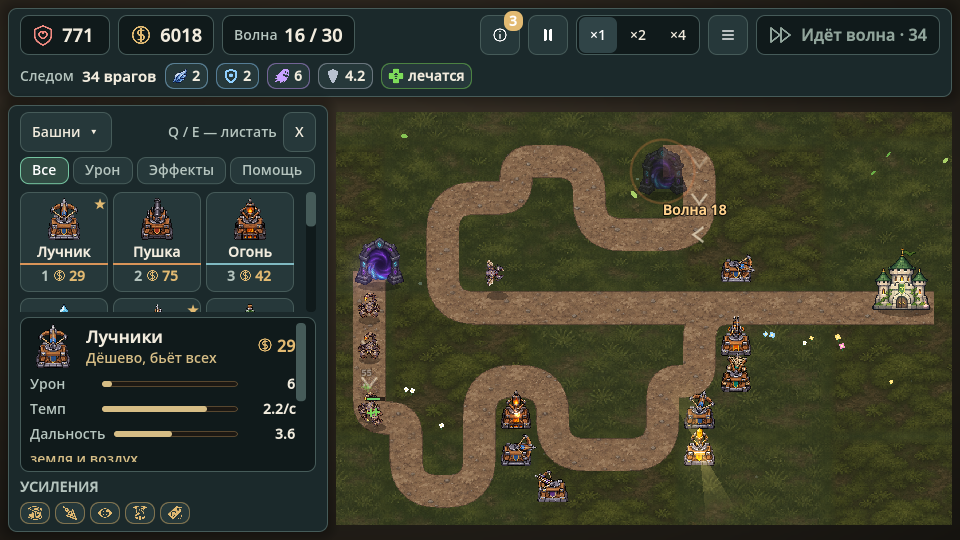 771
6018
Волна 16 / 30
3
×1
×2
×4
Идёт волна · 34
Следом 34 врагов
2
2
6
4.2
лечатся
Башни
Q / E — листать
X
Все
Урон
Эффекты
Помощь
Лучник
1 29
Пушка
2 75
Огонь
3 42
Лучники
Дёшево, бьёт всех
29
Урон 6
Темп 2.2/с
Дальность 3.6
земля и воздух
УСИЛЕНИЯ
Волна 18